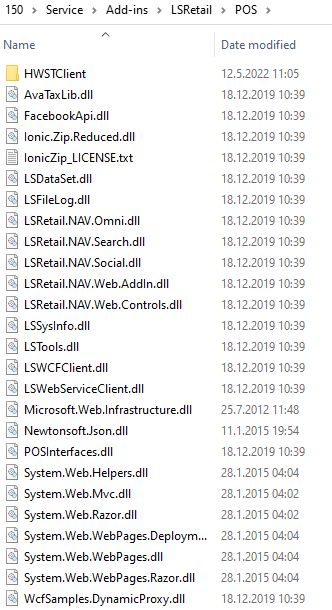 150 > Service > Add-ins > LSRetail > POS >
Name Date modified
HWSTClient 12.5.2022 11:05
AvaTaxLib.dll 18.12.2019 10:39
FacebookApi.dll 18.12.2019 10:39
Ionic.Zip.Reduced.dll 18.12.2019 10:39
IonicZip_LICENSE.txt 18.12.2019 10:39
LSDataSet.dll 18.12.2019 10:39
LSFileLog.dll 18.12.2019 10:39
LSRetail.NAV.Omni.dll 18.12.2019 10:39
LSRetail.NAV.Search.dll 18.12.2019 10:39
LSRetail.NAV.Social.dll 18.12.2019 10:39
LSRetail.NAV.Web.AddIn.dll 18.12.2019 10:39
LSRetail.NAV.Web.Controls.dll 18.12.2019 10:39
LSSysInfo.dll 18.12.2019 10:39
LSTools.dll 18.12.2019 10:39
LSWCFClient.dll 18.12.2019 10:39
LSWebServiceClient.dll 18.12.2019 10:39
Microsoft.Web.Infrastructure.dll 25.7.2012 11:48
Newtonsoft.Json.dll 11.1.2015 19:54
POSInterfaces.dll 18.12.2019 10:39
System.Web.Helpers.dll 28.1.2015 04:04
System.Web.Mvc.dll 28.1.2015 04:02
System.Web.Razor.dll 28.1.2015 04:02
System.Web.WebPages.Deploym... 28.1.2015 04:04
System.Web.WebPages.dll 28.1.2015 04:04
System.Web.WebPages.Razor.dll 28.1.2015 04:04
WcfSamples.DynamicProxy.dll 18.12.2019 10:39